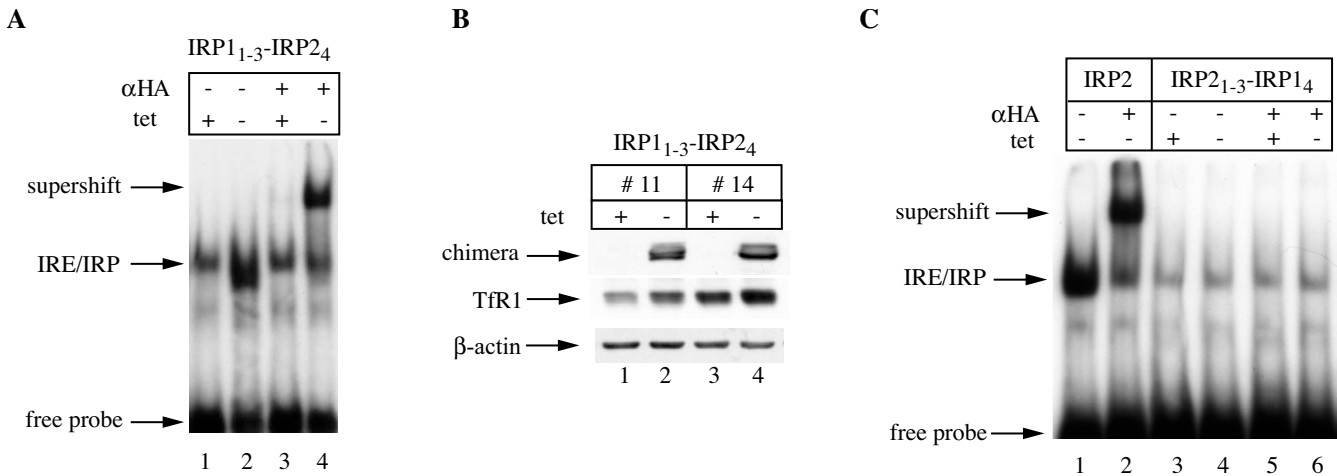 A
IRP1₁₋₃-IRP2₄
αHA - - + +
tet + - + -
supershift
IRE/IRP
free probe
1 2 3 4
B
IRP1₁₋₃-IRP2₄
# 11 # 14
tet + - + -
chimera
TfR1
β-actin
1 2 3 4
C
IRP2 IRP2₁₋₃-IRP1₄
αHA - + - - + +
tet - - + - + -
supershift
IRE/IRP
free probe
1 2 3 4 5 6